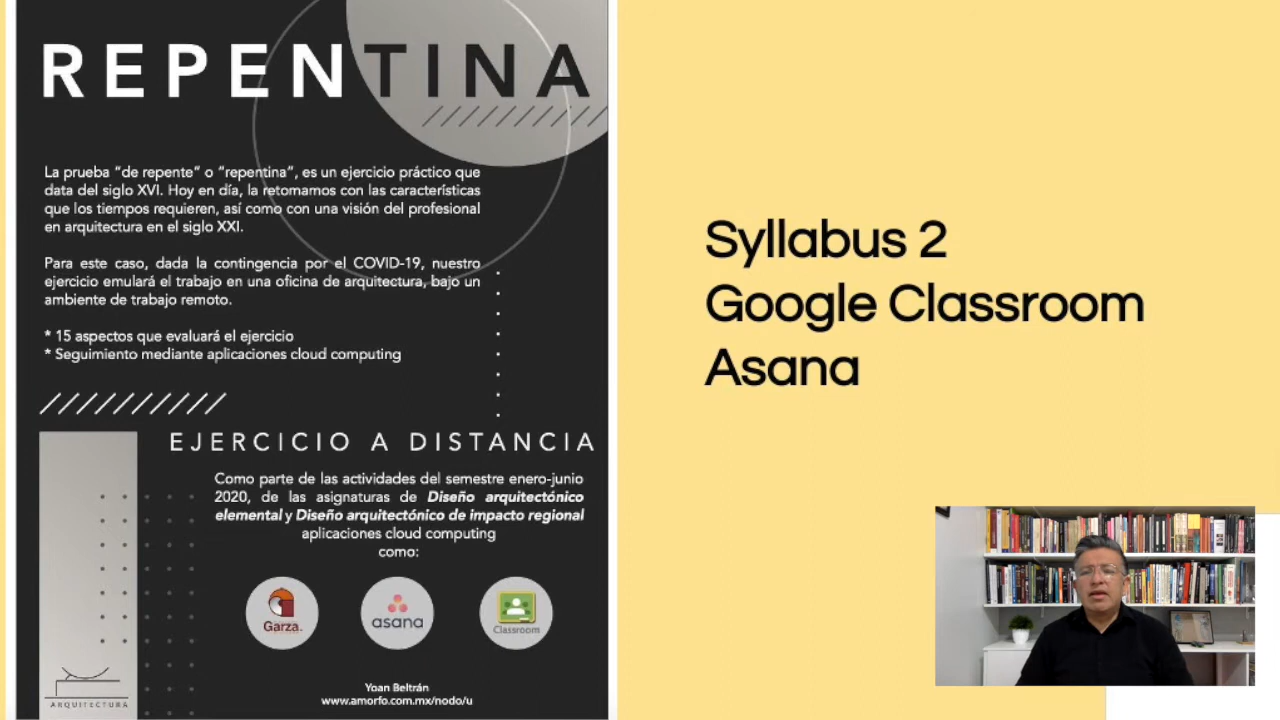 REPENTINA
La prueba “de repente” o “repentina”, es un ejercicio práctico que
data del siglo XVI. Hoy en día, la retomamos con las características
que los tiempos requieren, así como con una visión del profesional
en arquitectura en el siglo XXI.
Para este caso, dada la contingencia por el COVID-19, nuestro
ejercicio emulará el trabajo en una oficina de arquitectura, bajo un
ambiente de trabajo remoto.
* 15 aspectos que evaluará el ejercicio
* Seguimiento mediante aplicaciones cloud computing
EJERCICIO A DISTANCIA
Como parte de las actividades del semestre enero-junio
2020, de las asignaturas de Diseño arquitectónico
elemental y Diseño arquitectónico de impacto regional
aplicaciones cloud computing
como:
Garza.
asana
Classroom
Yoan Beltrán
www.amorfo.com.mx/nodo/u
ARQUITECTURA
Syllabus 2
Google Classroom
Asana